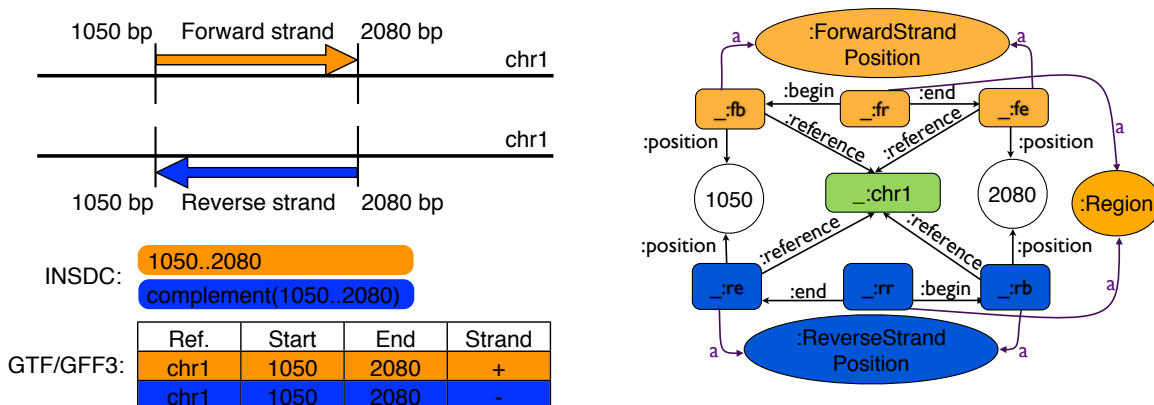 1050 bp Forward strand 2080 bp
chr1
chr1
1050 bp Reverse strand 2080 bp
INSDC:
1050..2080
complement(1050..2080)
GTF/GFF3:
Ref. Start End Strand
chr1 1050 2080 +
chr1 1050 2080 -
:ForwardStrand
Position
a
a
:begin
:end
_:fb
_:fr
_:fe
:reference
:reference
:position
:position
a
1050
_:chr1
2080
:Region
:position
:reference
:reference
:position
_:re
:end
_:rr
:begin
_:rb
a
:ReverseStrand
Position
a
a